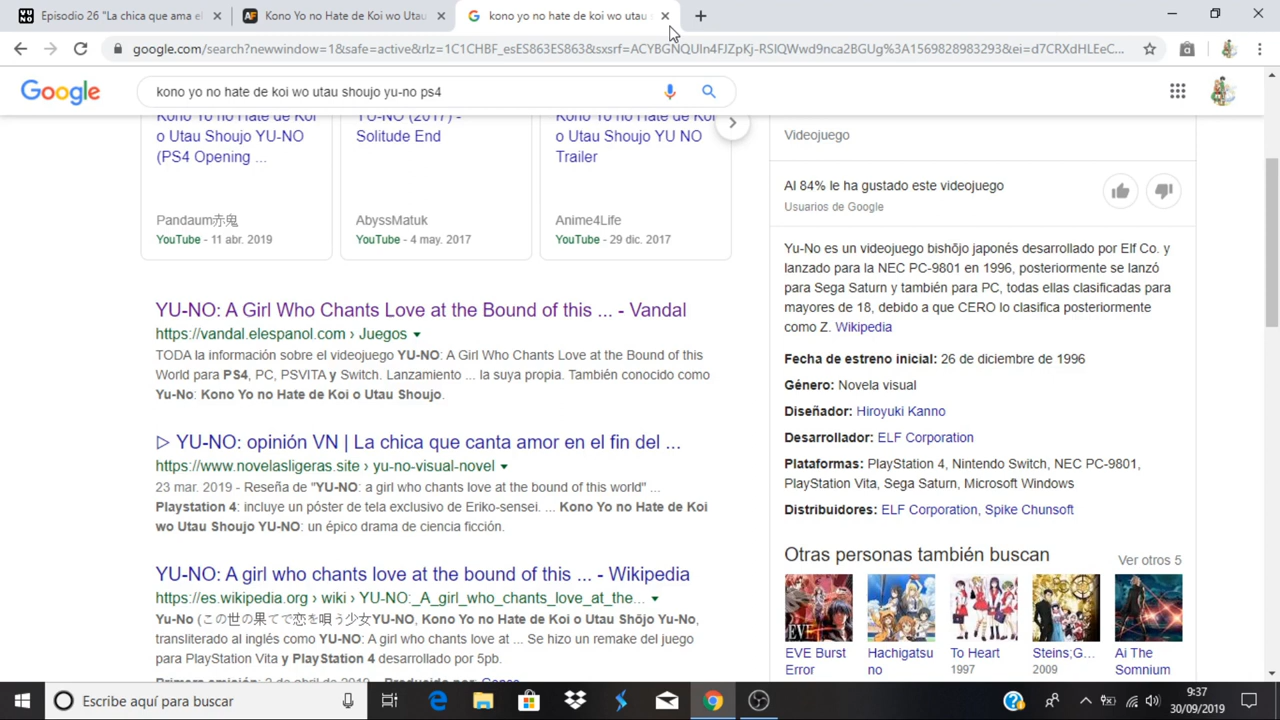 Episodio 26 "La chica que ama el
Kono Yo no Hate de Koi wo Utau
kono yo no hate de koi wo utau s
google.com/search?newwindow=1&safe=active&rlz=1C1CHBF_esES863ES863&sxsrf=ACYBGNQUIn4FJZpKj-RSIQWwd9nca2BGUg%3A1569828983293&ei=d7CRXdHLEeC...
Google
kono yo no hate de koi wo utau shoujo yu-no ps4
Kono Yo no Hate de Koi
o Utau Shoujo YU-NO
(PS4 Opening ...
Pandaum赤鬼
YouTube - 11 abr. 2019
YU-NO (2017) -
Solitude End
AbyssMatuk
YouTube - 4 may. 2017
Kono Yo no Hate de Koi
o Utau Shoujo YU NO
Trailer
Anime4Life
YouTube - 29 dic. 2017
YU-NO: A Girl Who Chants Love at the Bound of this ... - Vandal
https://vandal.elespanol.com › Juegos
TODA la información sobre el videojuego YU-NO: A Girl Who Chants Love at the Bound of this
World para PS4, PC, PSVITA y Switch. Lanzamiento ... la suya propia. También conocido como
Yu-No: Kono Yo no Hate de Koi o Utau Shoujo.
▷ YU-NO: opinión VN | La chica que canta amor en el fin del ...
https://www.novelasligeras.site › yu-no-visual-novel
23 mar. 2019 - Reseña de "YU-NO: a girl who chants love at the bound of this world" ...
Playstation 4: incluye un póster de tela exclusivo de Eriko-sensei. ... Kono Yo no Hate de Koi
wo Utau Shoujo YU-NO: un épico drama de ciencia ficción.
YU-NO: A girl who chants love at the bound of this ... - Wikipedia
https://es.wikipedia.org › wiki › YU-NO:_A_girl_who_chants_love_at_the...
Yu-No (この世の果てで恋を唄う少女YU-NO, Kono Yo no Hate de Koi o Utau Shōjo Yu-No,
transliterado al inglés como YU-NO: A girl who chants love at ... Se hizo un remake del juego
para PlayStation Vita y PlayStation 4 desarrollado por 5pb.
Videojuego
Al 84% le ha gustado este videojuego
Usuarios de Google
Yu-No es un videojuego bishōjo japonés desarrollado por Elf Co. y
lanzado para la NEC PC-9801 en 1996, posteriormente se lanzó
para Sega Saturn y también para PC, todas ellas clasificadas para
mayores de 18, debido a que CERO lo clasifica posteriormente
como Z. Wikipedia
Fecha de estreno inicial: 26 de diciembre de 1996
Género: Novela visual
Diseñador: Hiroyuki Kanno
Desarrollador: ELF Corporation
Plataformas: PlayStation 4, Nintendo Switch, NEC PC-9801,
PlayStation Vita, Sega Saturn, Microsoft Windows
Distribuidores: ELF Corporation, Spike Chunsoft
Otras personas también buscan
Ver otros 5
EVE Burst
Error
Hachigatsu
no
To Heart
1997
Steins;G...
2009
Ai The
Somnium
Escribe aquí para buscar
9:37
30/09/2019